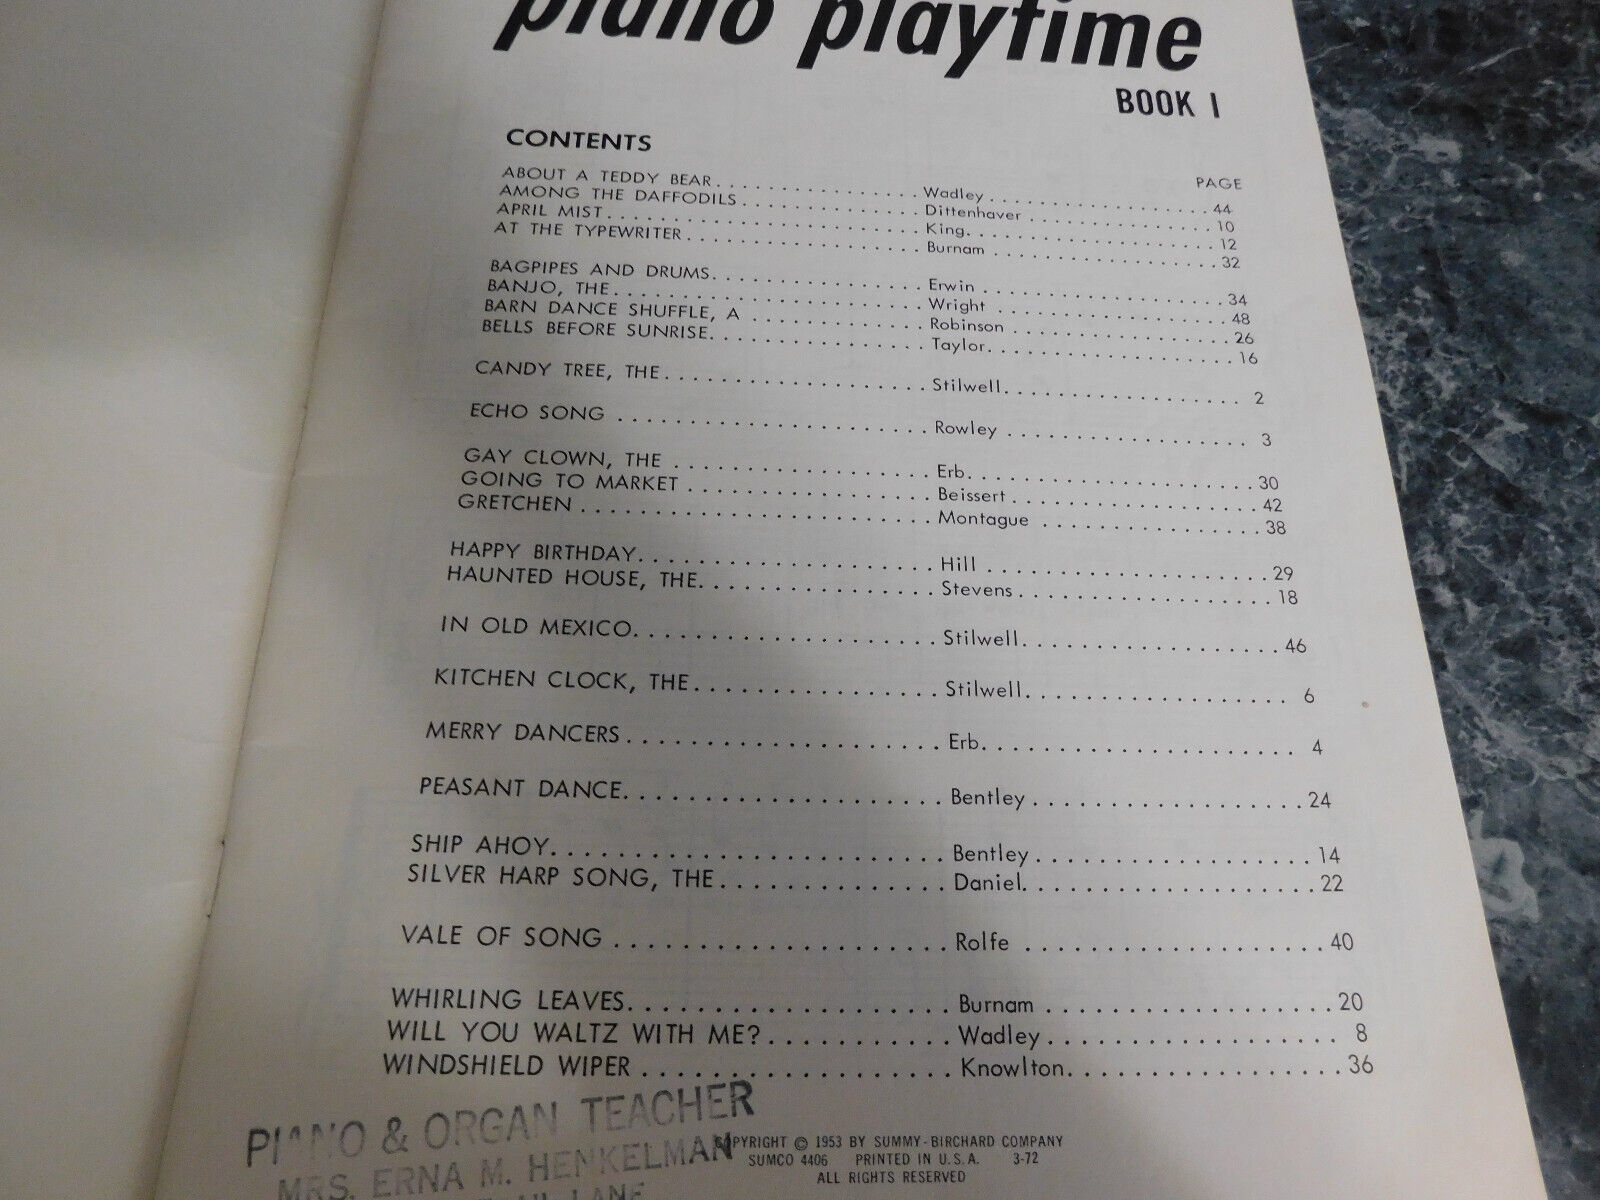 piano playtime
BOOK I
CONTENTS
PAGE
ABOUT A TEDDY BEAR. . . . . . . . . . . . . . . . Wadley . . . . . . . . . . . . . . . . . 44
AMONG THE DAFFODILS . . . . . . . . . . . . . . Dittenhaver . . . . . . . . . . . . . . . 10
APRIL MIST. . . . . . . . . . . . . . . . . . . . . . . . King. . . . . . . . . . . . . . . . . . . 12
AT THE TYPEWRITER . . . . . . . . . . . . . . . . . . Burnam . . . . . . . . . . . . . . . . . 32
BAGPIPES AND DRUMS. . . . . . . . . . . . . . . . Erwin . . . . . . . . . . . . . . . . . . 34
BANJO, THE. . . . . . . . . . . . . . . . . . . . . . . Wright . . . . . . . . . . . . . . . . . 48
BARN DANCE SHUFFLE, A . . . . . . . . . . . . . Robinson . . . . . . . . . . . . . . . . 26
BELLS BEFORE SUNRISE. . . . . . . . . . . . . . . . Taylor. . . . . . . . . . . . . . . . . . 16
CANDY TREE, THE. . . . . . . . . . . . . . . . . . . . Stilwell. . . . . . . . . . . . . . . . . 2
ECHO SONG . . . . . . . . . . . . . . . . . . . . . . . . Rowley . . . . . . . . . . . . . . . . . 3
GAY CLOWN, THE . . . . . . . . . . . . . . . . . . . . Erb. . . . . . . . . . . . . . . . . . . . 30
GOING TO MARKET . . . . . . . . . . . . . . . . . . . Beissert . . . . . . . . . . . . . . . . . 42
GRETCHEN . . . . . . . . . . . . . . . . . . . . . . . . . . Montague . . . . . . . . . . . . . . . . 38
HAPPY BIRTHDAY. . . . . . . . . . . . . . . . . . . . . . Hill . . . . . . . . . . . . . . . . . . . . 29
HAUNTED HOUSE, THE. . . . . . . . . . . . . . . . . . Stevens . . . . . . . . . . . . . . . . . . 18
IN OLD MEXICO. . . . . . . . . . . . . . . . . . . . . . Stilwell. . . . . . . . . . . . . . . . . . 46
KITCHEN CLOCK, THE. . . . . . . . . . . . . . . . . . Stilwell. . . . . . . . . . . . . . . . . . 6
MERRY DANCERS . . . . . . . . . . . . . . . . . . . . . . Erb. . . . . . . . . . . . . . . . . . . . . 4
PEASANT DANCE. . . . . . . . . . . . . . . . . . . . . . Bentley . . . . . . . . . . . . . . . . . . 24
SHIP AHOY. . . . . . . . . . . . . . . . . . . . . . . . . . Bentley . . . . . . . . . . . . . . . . . . 14
SILVER HARP SONG, THE . . . . . . . . . . . . . . . . Daniel. . . . . . . . . . . . . . . . . . . 22
VALE OF SONG . . . . . . . . . . . . . . . . . . . . . . . Rolfe . . . . . . . . . . . . . . . . . . . 40
WHIRLING LEAVES. . . . . . . . . . . . . . . . . . . . . . Burnam . . . . . . . . . . . . . . . . . . 20
WILL YOU WALTZ WITH ME? . . . . . . . . . . . . . . Wadley . . . . . . . . . . . . . . . . . . 8
WINDSHIELD WIPER . . . . . . . . . . . . . . . . . . . . . Knowlton. . . . . . . . . . . . . . . . . . 36
PIANO & ORGAN TEACHER
MRS. ERNA M. HENKELMAN
LANE
COPYRIGHT © 1953 BY SUMMY-BIRCHARD COMPANY
SUMCO 4406 PRINTED IN U.S.A. 3-72
ALL RIGHTS RESERVED